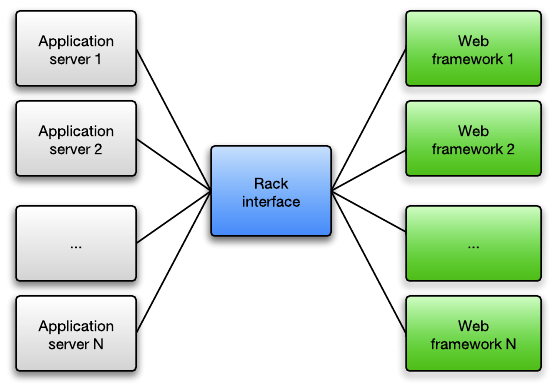 Application
server 1
Application
server 2
...
Application
server N
Rack
interface
Web
framework 1
Web
framework 2
...
Web
framework N